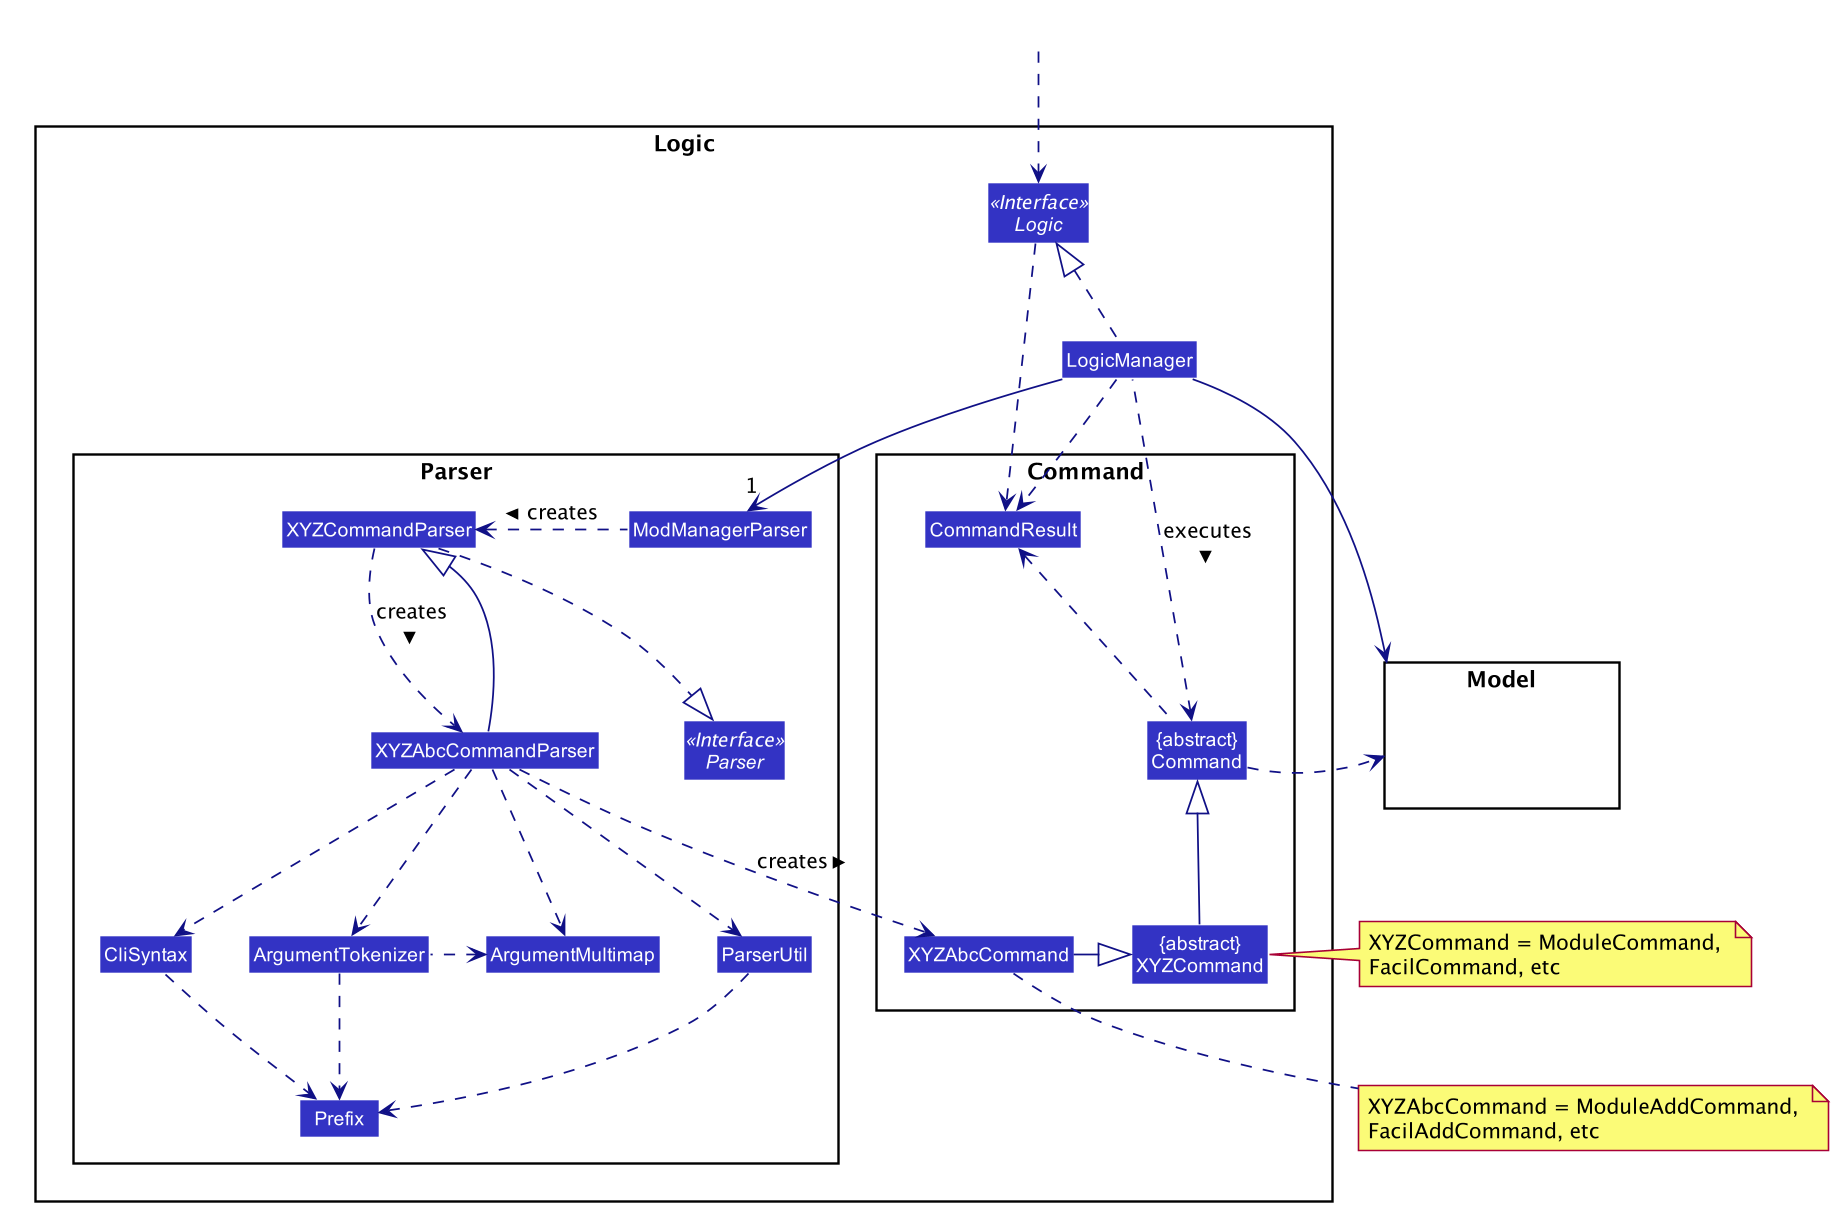 Logic
«Interface»
Logic
LogicManager
Parser
Command
1
◄ creates
XYZCommandParser
ModManagerParser
CommandResult
executes
▼
creates
▼
Model
XYZAbcCommandParser
«Interface»
Parser
{abstract}
Command
creates ►
CliSyntax
ArgumentTokenizer
ArgumentMultimap
ParserUtil
XYZAbcCommand
{abstract}
XYZCommand
XYZCommand = ModuleCommand,
FacilCommand, etc
Prefix
XYZAbcCommand = ModuleAddCommand,
FacilAddCommand, etc